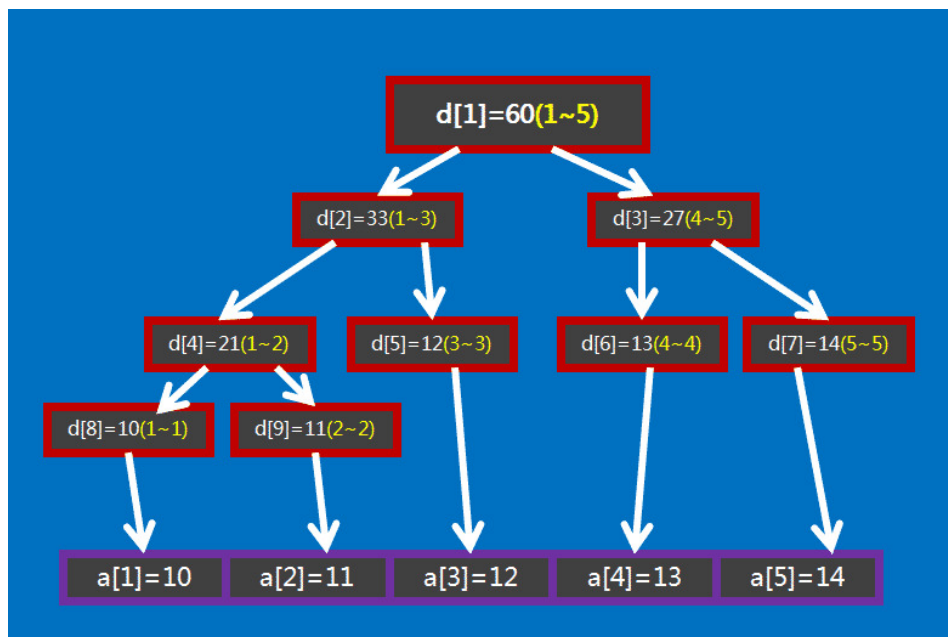 d[1]=60(1~5)
d[2]=33(1~3)
d[3]=27(4~5)
d[4]=21(1~2)
d[5]=12(3~3)
d[6]=13(4~4)
d[7]=14(5~5)
d[8]=10(1~1)
d[9]=11(2~2)
a[1]=10
a[2]=11
a[3]=12
a[4]=13
a[5]=14